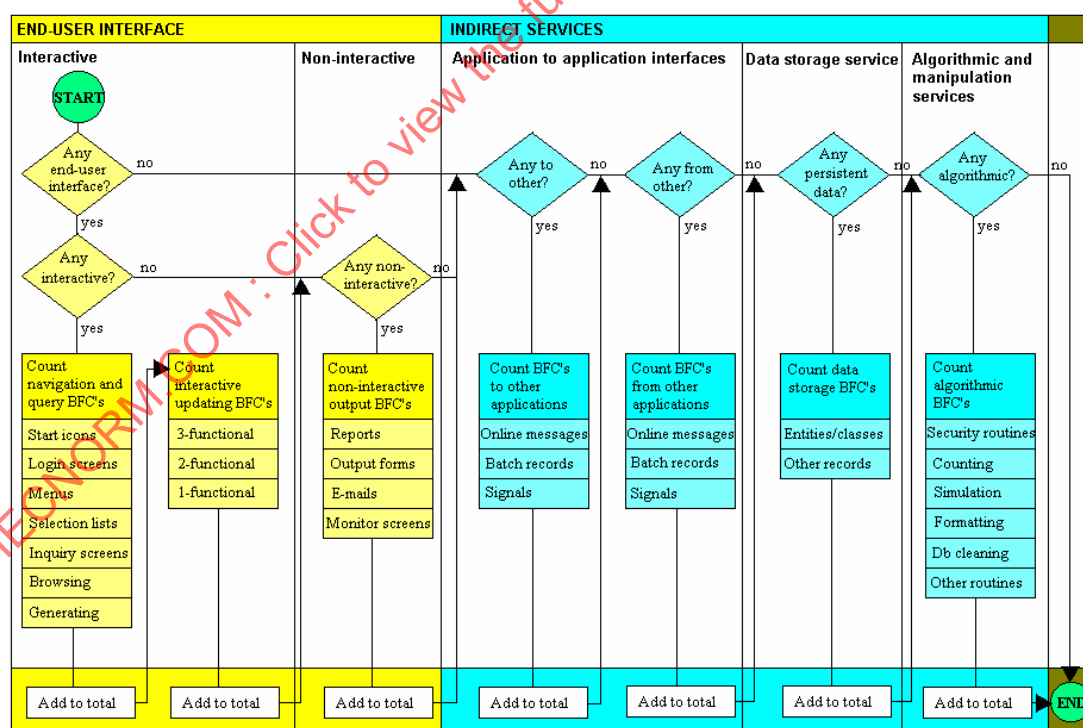 END-USER INTERFACE
INDIRECT SERVICES
Interactive
Non-interactive
Application to application interfaces
Data storage service
Algorithmic and
manipulation
services
START
Any
end-user
interface?
no
yes
Any
interactive?
no
yes
Any non-
interactive?
no
yes
Any to
other?
no
yes
Any from
other?
no
yes
Any
persistent
data?
no
yes
Any
algorithmic?
no
yes
Count
navigation and
query BFC's
Start icons
Login screens
Menus
Selection lists
Inquiry screens
Browsing
Generating
Count
interactive
updating BFC's
3-functional
2-functional
1-functional
Count
non-interactive
output BFC's
Reports
Output forms
E-mails
Monitor screens
Count BFC's
to other
applications
Online messages
Batch records
Signals
Count BFC's
from other
applications
Online messages
Batch records
Signals
Count data
storage BFC's
Entities/classes
Other records
Count
algorithmic
BFC's
Security routines
Counting
Simulation
Formatting
Db cleaning
Other routines
Add to total
Add to total
Add to total
Add to total
Add to total
Add to total
Add to total
END
IECNORM.COM : Click to view the fu